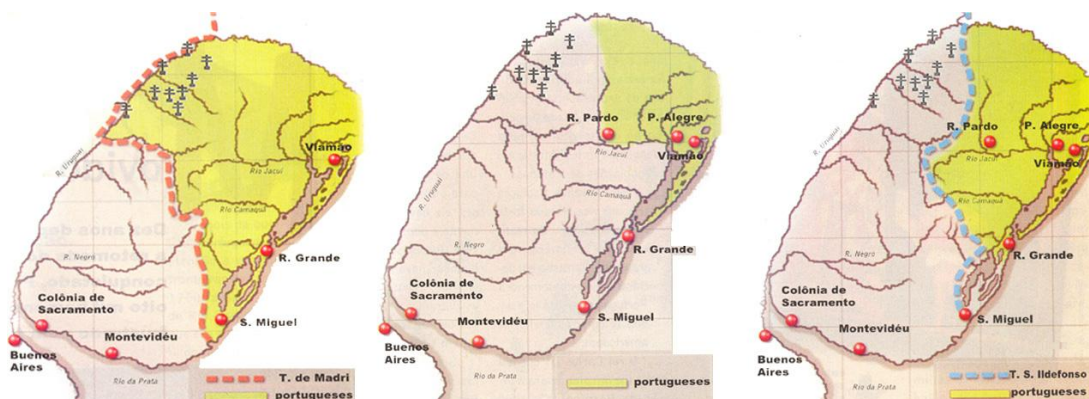 Viamão
R. Uruguai
Rio Jacuí
Rio Camaquã
R. Grande
R. Negro
Colônia de
Sacramento
Montevidéu
S. Miguel
Buenos
Aires
Rio da Prata
T. de Madri
portugueses
R. Pardo
P. Alegre
Viamão
Rio Jacuí
R. Uruguai
Rio Camaquã
R. Grande
R. Negro
Colônia de
Sacramento
S. Miguel
Montevidéu
Buenos
Aires
Rio da Prata
portugueses
R. Pardo
P. Alegre
Viamão
Rio Jacuí
R. Uruguai
Rio Camaquã
R. Grande
R. Negro
Colônia de
Sacramento
S. Miguel
Montevidéu
Buenos
Aires
Rio da Prata
T. S. Ildefonso
portugueses